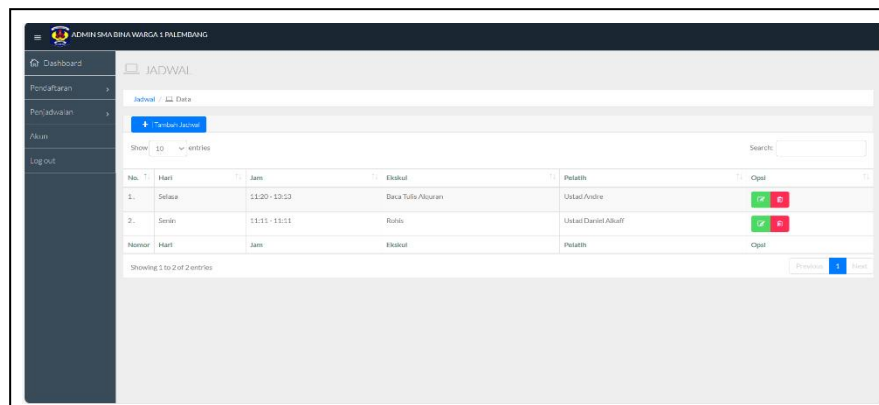 ADMIN SMA BINA WARGA 1 PALEMBANG
Dashboard
Pendaftaran
Penjadwalan
Akun
Log out
JADWAL
Jadwal / Data
+ | Tambah Jadwal
Show 10 entries
Search:
No. Hari Jam Ekskul Pelatih Opsi
1. Selasa 11:20 - 13:13 Baca Tulis Alquran Ustad Andre
2. Senin 11:11 - 11:11 Rohis Ustad Daniel Alkaff
Nomor Hari Jam Ekskul Pelatih Opsi
Showing 1 to 2 of 2 entries
Previous 1 Next